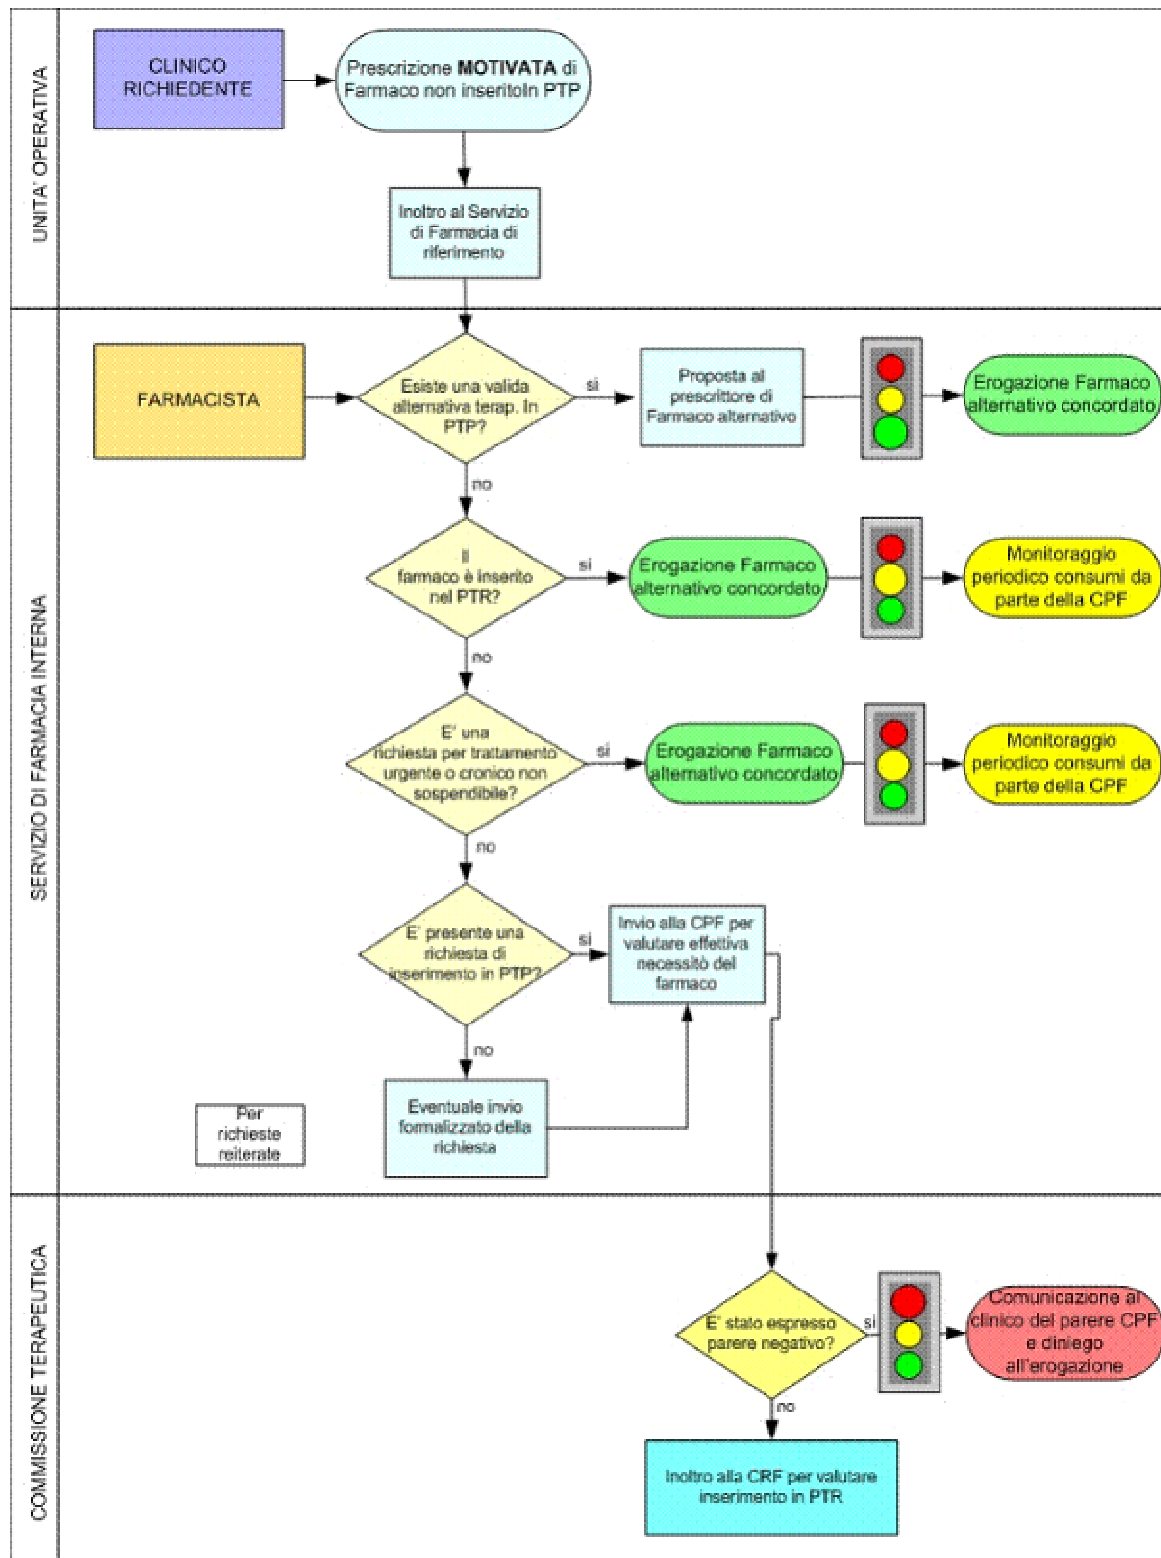 UNITA' OPERATIVA
CLINICO
RICHIEDENTE
Prescrizione MOTIVATA di
Farmaco non inseritoIn PTP
Inoltro al Servizio
di Farmacia di
riferimento
SERVIZIO DI FARMACIA INTERNA
FARMACISTA
Esiste una valida
alternativa terap. In
PTP?
si
Proposta al
prescrittore di
Farmaco alternativo
Erogazione Farmaco
alternativo concordato
no
Il
farmaco è inserito
nel PTR?
si
Erogazione Farmaco
alternativo concordato
Monitoraggio
periodico consumi da
parte della CPF
no
E' una
richiesta per trattamento
urgente o cronico non
sospendibile?
si
Erogazione Farmaco
alternativo concordato
Monitoraggio
periodico consumi da
parte della CPF
no
E' presente una
richiesta di
inserimento in PTP?
si
Invio alla CPF per
valutare effettiva
necessitò del
farmaco
no
Per
richieste
reiterate
Eventuale invio
formalizzato della
richiesta
COMMISSIONE TERAPEUTICA
E' stato espresso
parere negativo?
si
Comunicazione al
clinico del parere CPF
e diniego
all'erogazione
no
Inoltro alla CRF per valutare
inserimento in PTR